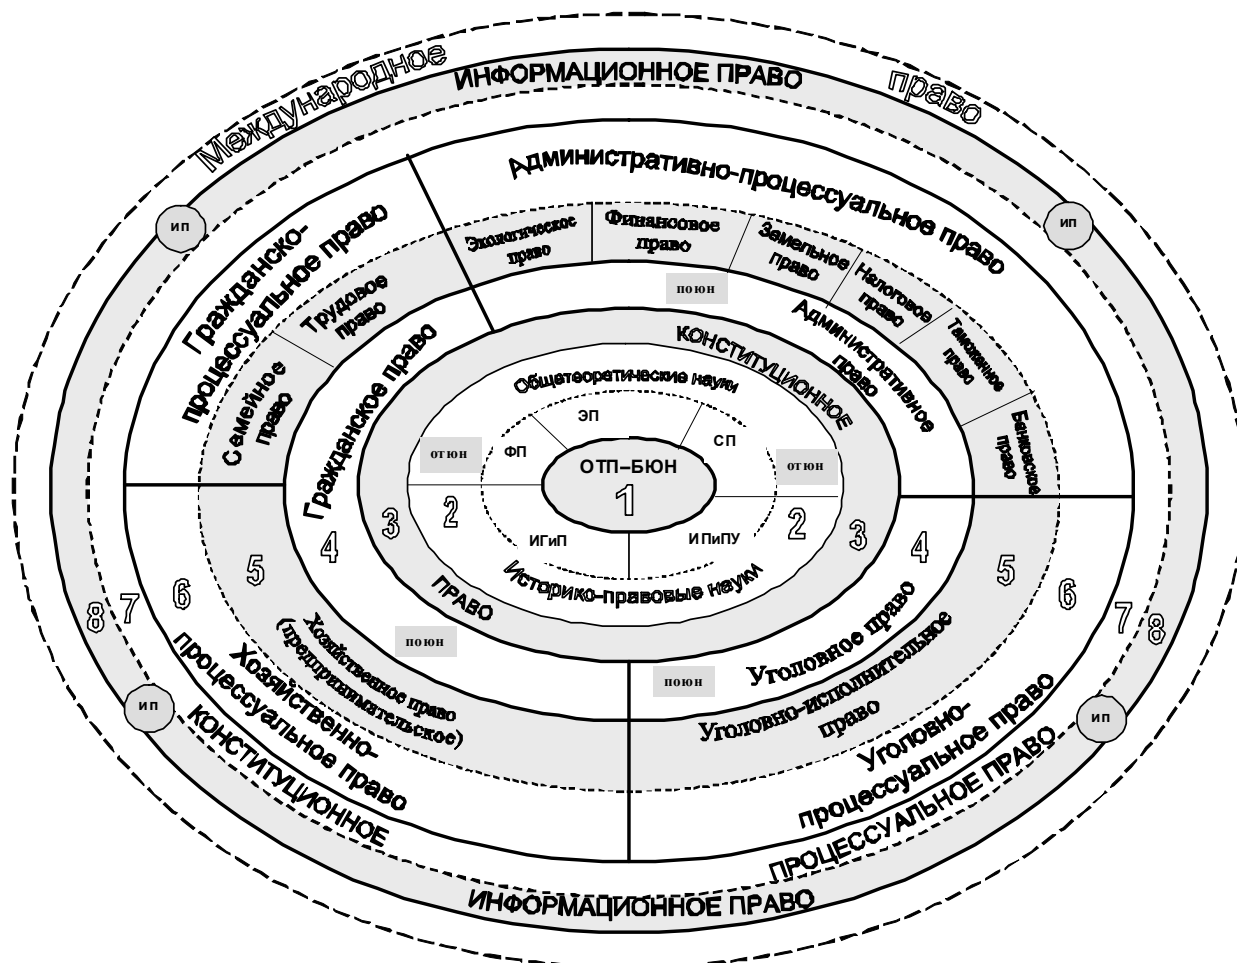 Международное
право
ИНФОРМАЦИОННОЕ ПРАВО
Административно-процессуальное право
Гражданско-
процессуальное право
ИП
ИП
Экологическое
право
Финансовое
право
Земельное
право
Налоговое
право
Таможенное
право
Банковское
право
Трудовое
право
Семейное
право
ПОЮН
Административное
право
Гражданское право
КОНСТИТУЦИОННОЕ
Общатеоратические науки
ЭП
ФП
СП
ОТЮН
ОТЮН
ОТП–БЮН
1
2
2
3
3
4
4
5
5
6
6
7
7
8
8
ИГиП
ИПиПУ
Историко-правовые науки
ПРАВО
ПОЮН
ПОЮН
Уголовное право
Уголовно-исполнительное
право
Хозяйственное право
(предпринимательское)
Хозяйственно-
процессуальное право
Уголовно-
процессуальное право
ИП
ИП
КОНСТИТУЦИОННОЕ
ПРОЦЕССУАЛЬНОЕ ПРАВО
ИНФОРМАЦИОННОЕ ПРАВО